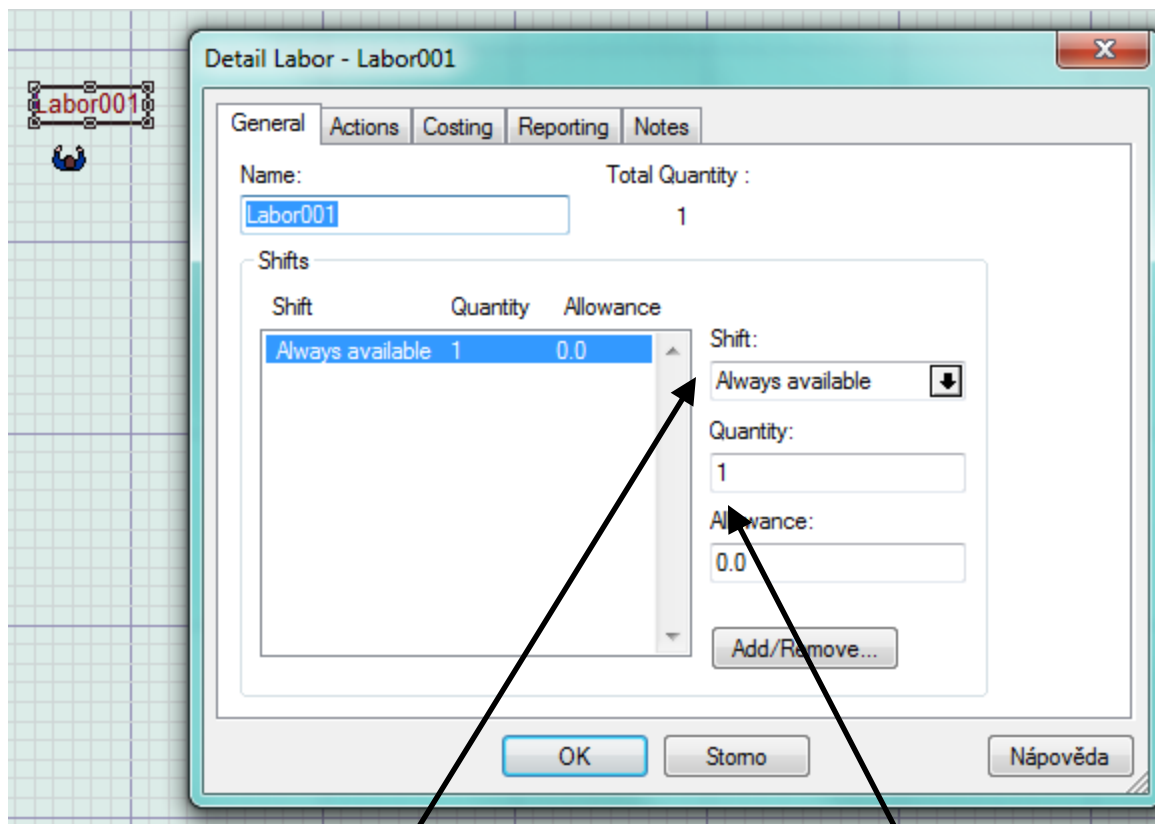 Detail Labor - Labor001
Labor001
General Actions Costing Reporting Notes
Name: Total Quantity :
Labor001 1
Shifts
Shift Quantity Allowance
Always available 1 0.0
Shift:
Always available
Quantity:
1
Allowance:
0.0
Add/Remove...
OK Storno Nápověda